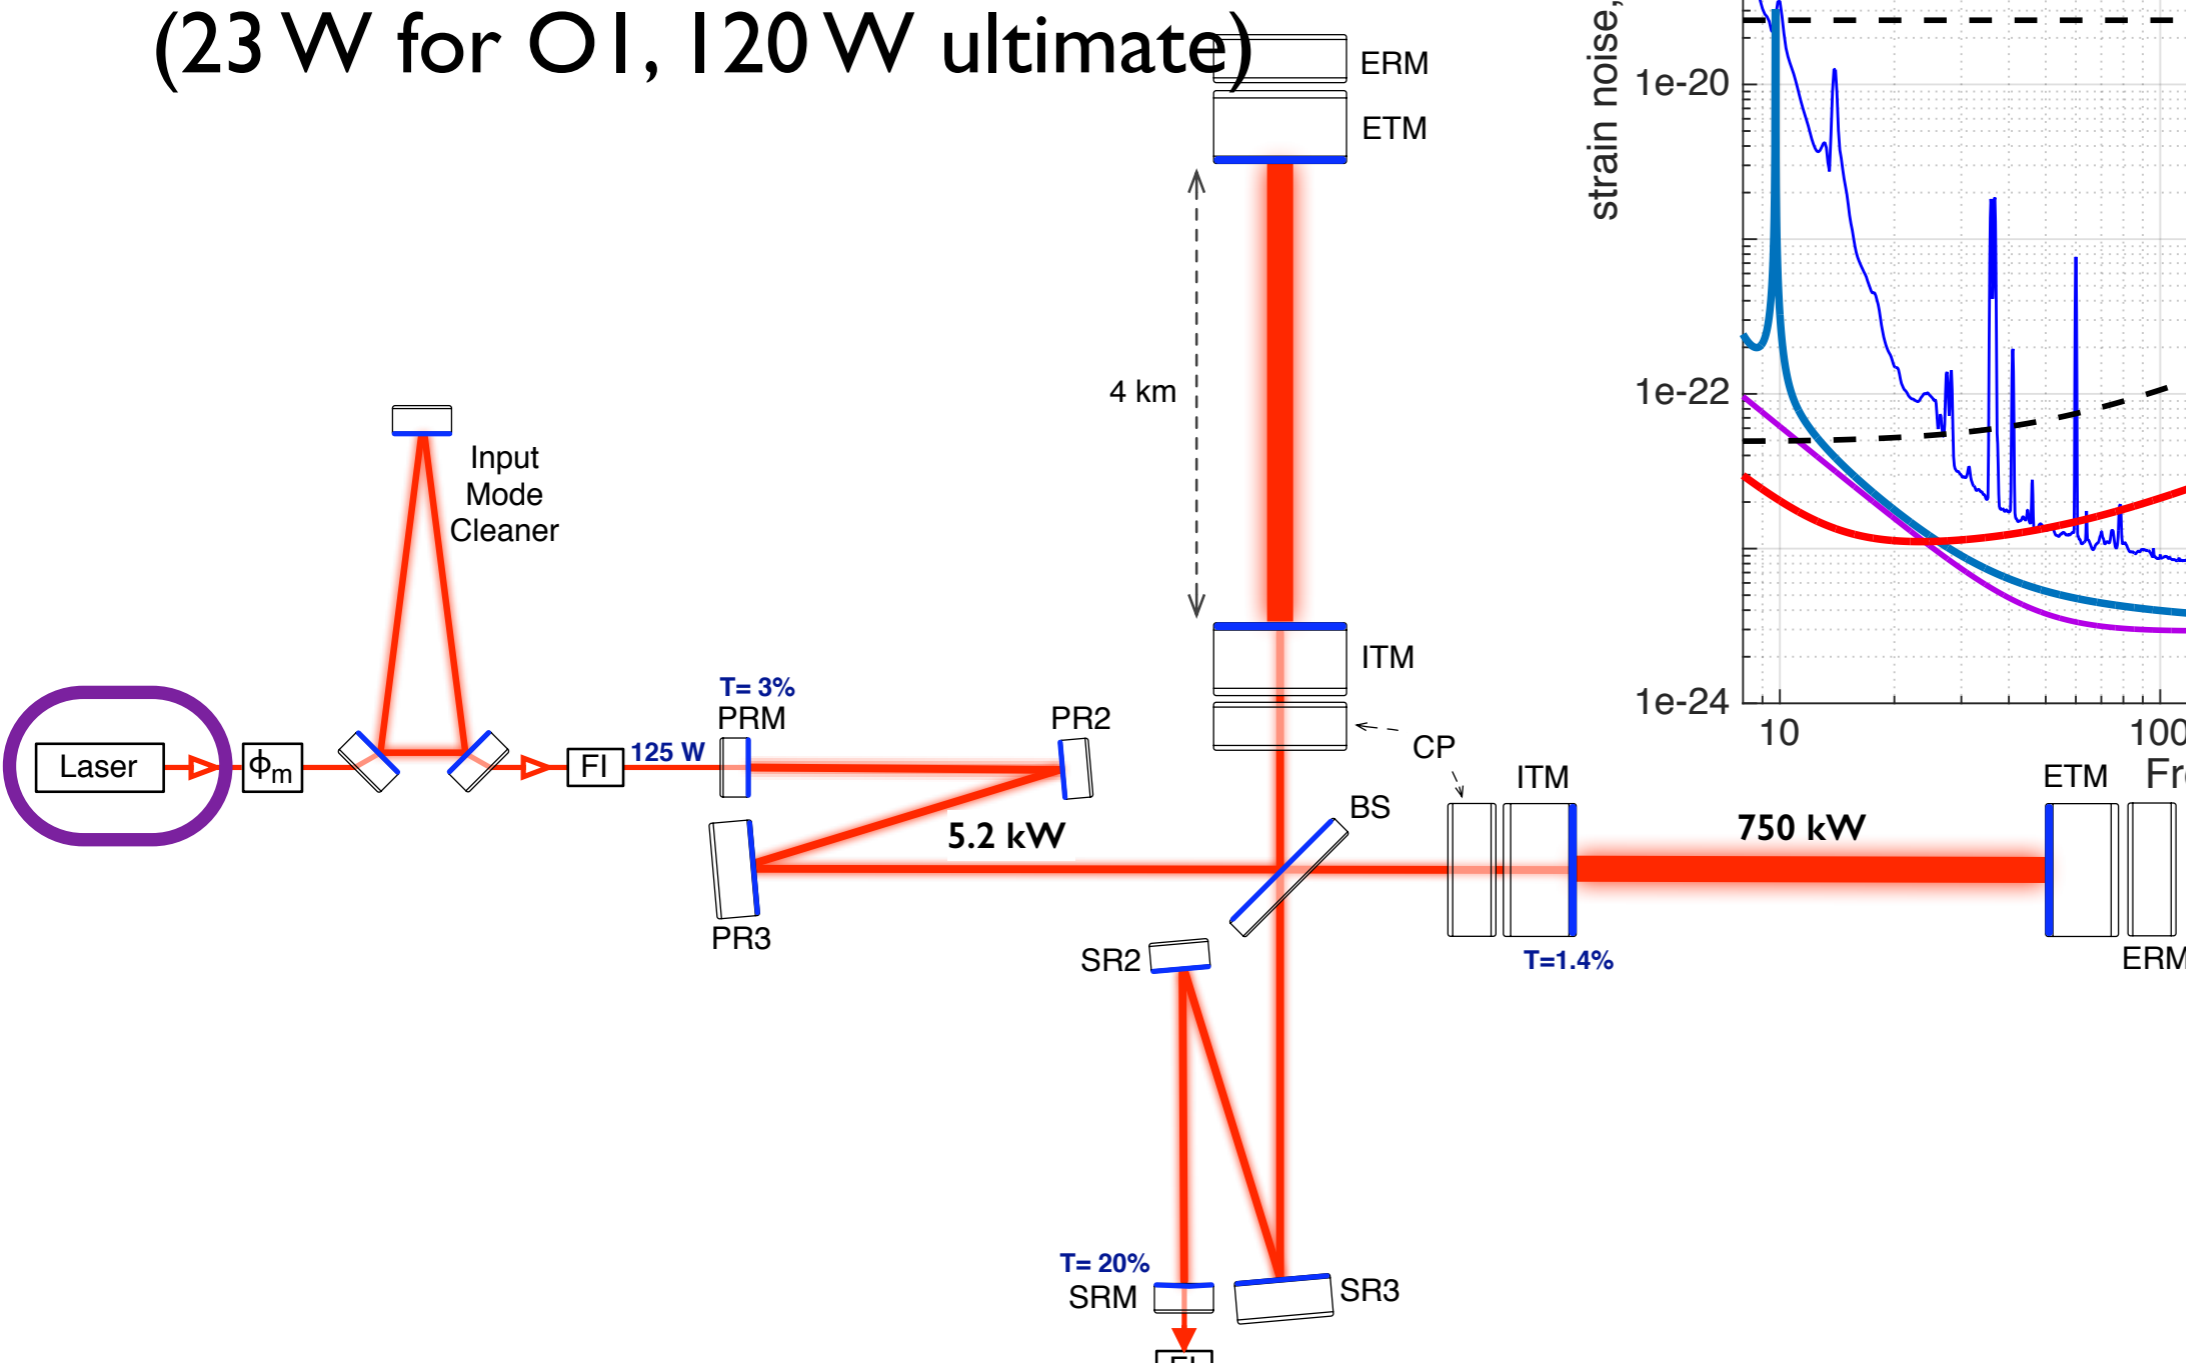 (23 W for O1, 120 W ultimate)
ERM
ETM
4 km
ITM
CP
Input
Mode
Cleaner
Laser
ϕm
FI
125 W
T= 3%
PRM
PR2
PR3
5.2 kW
BS
ITM
T=1.4%
750 kW
ETM
ERM
SR2
T= 20%
SRM
SR3
strain noise,
1e-20
1e-22
1e-24
10
100